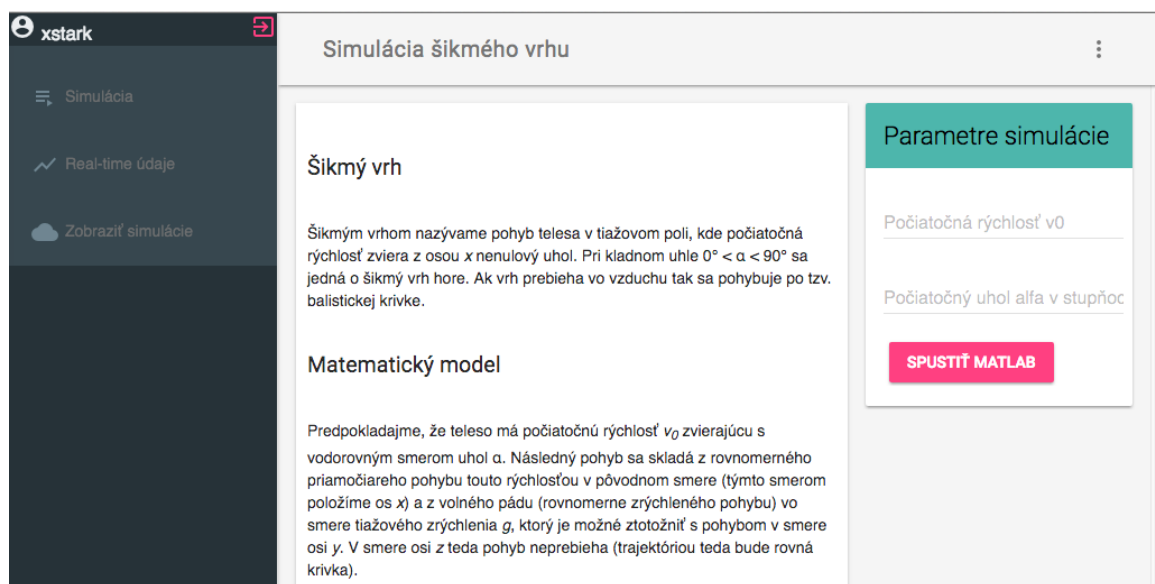 xstark
Simulácia
Real-time údaje
Zobraziť simulácie
Simulácia šikmého vrhu
Šikmý vrh
Šikmým vrhom nazývame pohyb telesa v tiažovom poli, kde počiatočná
rýchlosť zviera z osou x nenulový uhol. Pri kladnom uhle 0° < α < 90° sa
jedná o šikmý vrh hore. Ak vrh prebieha vo vzduchu tak sa pohybuje po tzv.
balistickej krivke.
Matematický model
Predpokladajme, že teleso má počiatočnú rýchlosť v0 zvierajúcu s
vodorovným smerom uhol α. Následný pohyb sa skladá z rovnomerného
priamočiareho pohybu touto rýchlosťou v pôvodnom smere (týmto smerom
položíme os x) a z volného pádu (rovnomerne zrýchleného pohybu) vo
smere tiažového zrýchlenia g, ktorý je možné ztotožniť s pohybom v smere
osi y. V smere osi z teda pohyb neprebieha (trajektóriou teda bude rovná
krivka).
Parametre simulácie
Počiatočná rýchlosť v0
Počiatočný uhol alfa v stupňoc
SPUSTIŤ MATLAB